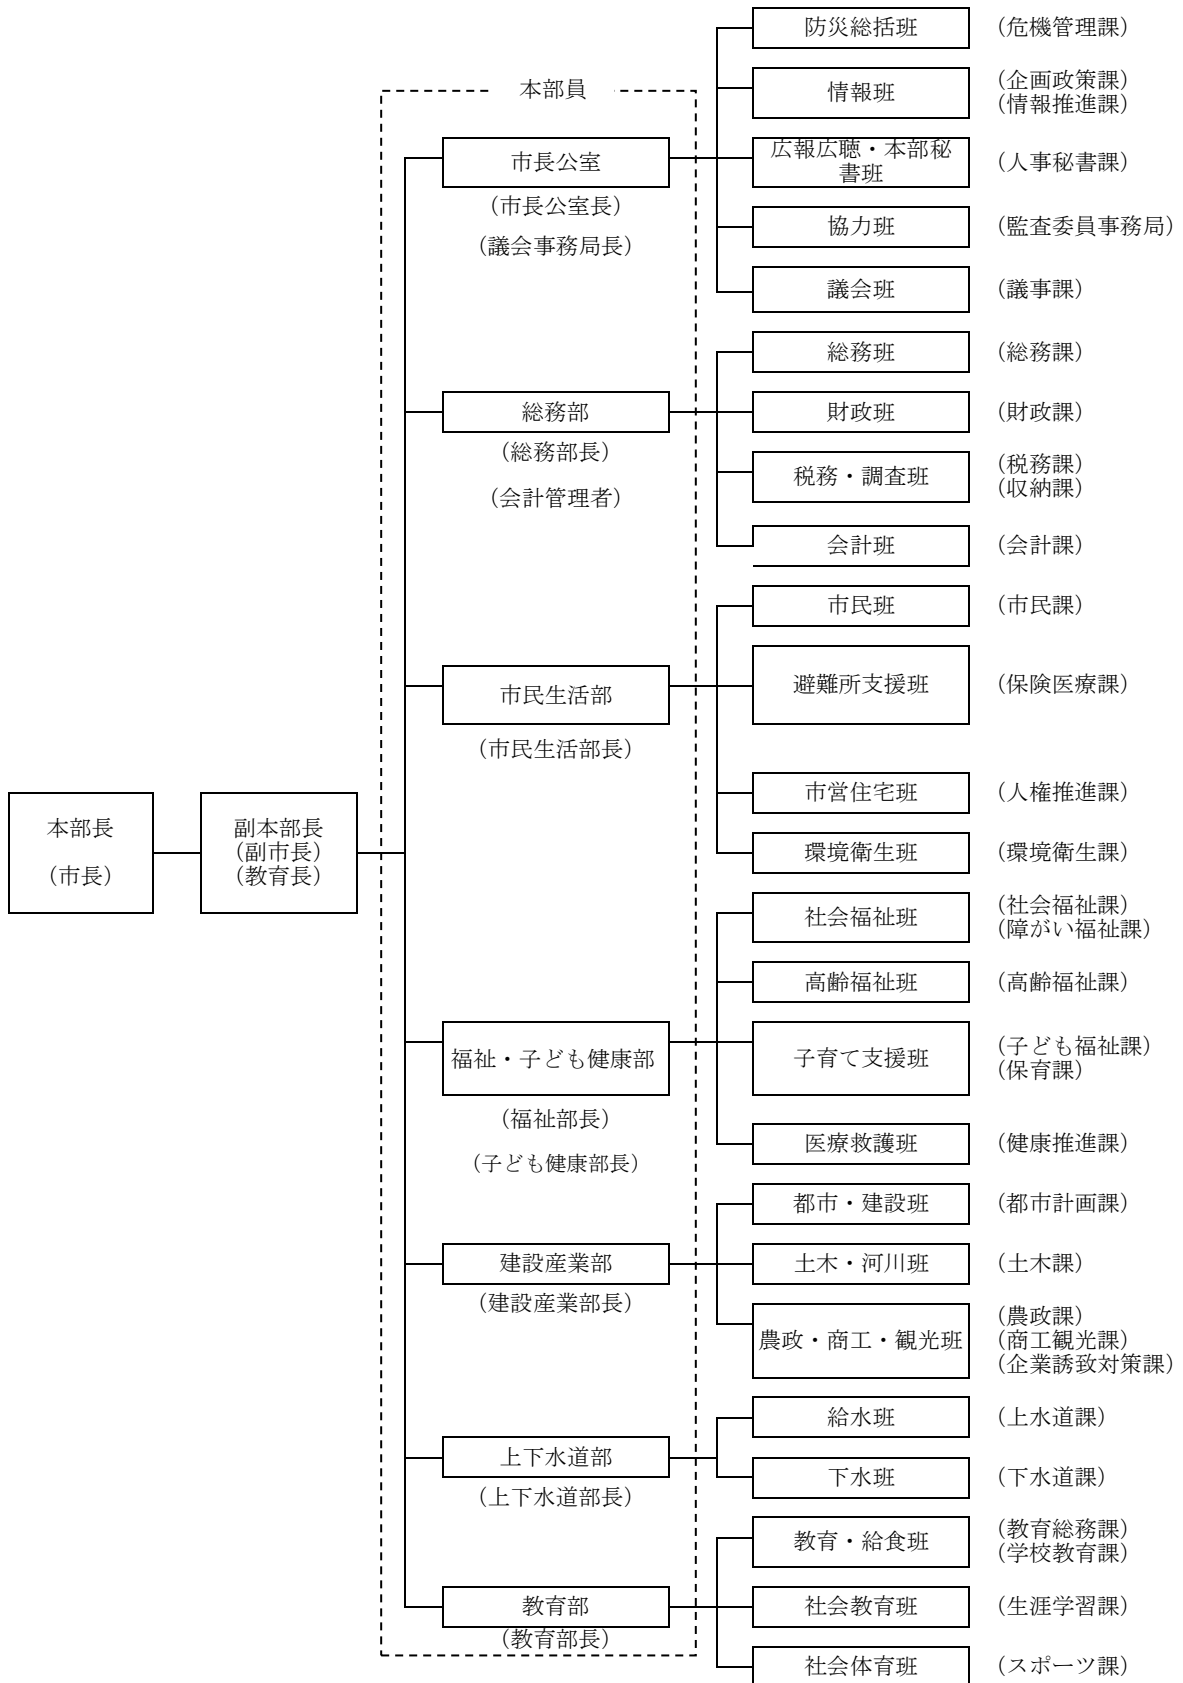 本部長
（市長）
副本部長
（副市長）
（教育長）
本部員
市長公室
（市長公室長）
（議会事務局長）
防災総括班
（危機管理課）
情報班
（企画政策課）
（情報推進課）
広報広聴・本部秘
書班
（人事秘書課）
協力班
（監査委員事務局）
議会班
（議事課）
総務部
（総務部長）
（会計管理者）
総務班
（総務課）
財政班
（財政課）
税務・調査班
（税務課）
（収納課）
会計班
（会計課）
市民生活部
（市民生活部長）
市民班
（市民課）
避難所支援班
（保険医療課）
市営住宅班
（人権推進課）
環境衛生班
（環境衛生課）
福祉・子ども健康部
（福祉部長）
（子ども健康部長）
社会福祉班
（社会福祉課）
（障がい福祉課）
高齢福祉班
（高齢福祉課）
子育て支援班
（子ども福祉課）
（保育課）
医療救護班
（健康推進課）
建設産業部
（建設産業部長）
都市・建設班
（都市計画課）
土木・河川班
（土木課）
農政・商工・観光班
（農政課）
（商工観光課）
（企業誘致対策課）
上下水道部
（上下水道部長）
給水班
（上水道課）
下水班
（下水道課）
教育部
（教育部長）
教育・給食班
（教育総務課）
（学校教育課）
社会教育班
（生涯学習課）
社会体育班
（スポーツ課）